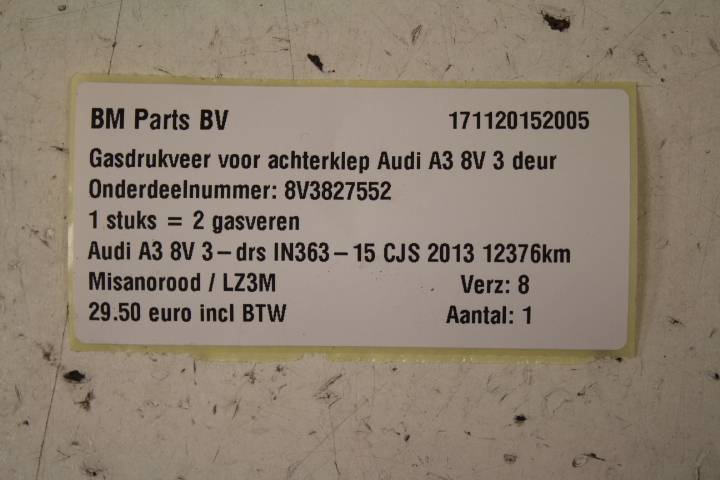 BM Parts BV 171120152005
Gasdrukveer voor achterklep Audi A3 8V 3 deur
Onderdeelnummer: 8V3827552
1 stuks = 2 gasveren
Audi A3 8V 3-drs IN363-15 CJS 2013 12376km
Misanorood / LZ3M Verz: 8
29.50 euro incl BTW Aantal: 1